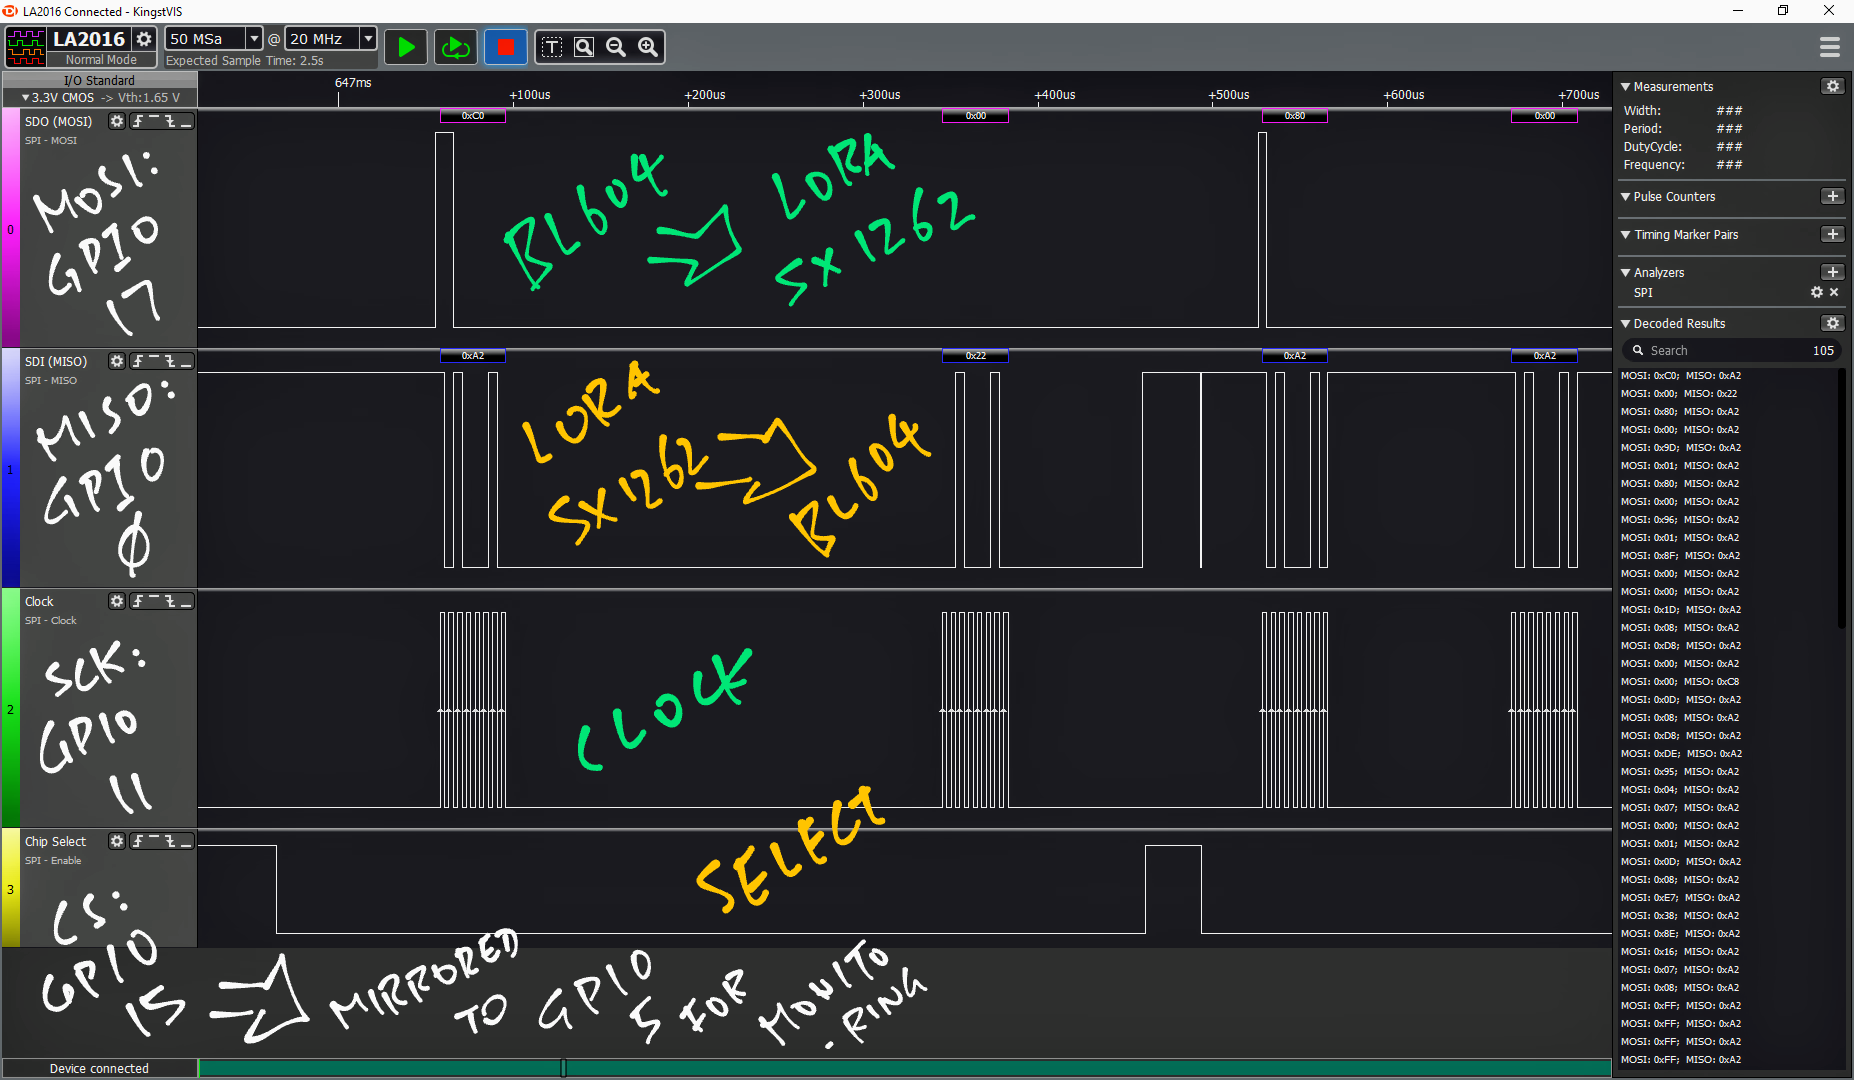 LA2016 Connected - KingstVIS
LA2016
Normal Mode
50 MSa @ 20 MHz
Expected Sample Time: 2.5s
T
I/O Standard
3.3V CMOS -> Vth:1.65 V
647ms
+100us +200us +300us +400us +500us +600us +700us
0
SDO (MOSI)
SPI - MOSI
MOSI:
GPIO
17
0xC0 0x00 0x80 0x00
BL604
LORA
SX1262
1
SDI (MISO)
SPI - MISO
MISO:
GPIO
0
0xA2 0x22 0xA2 0xA2
LORA
SX1262
BL604
2
Clock
SPI - Clock
SCK:
GPIO
11
CLOCK
3
Chip Select
SPI - Enable
CS:
GPIO
15
SELECT
MIRRORED
TO GPIO
5 FOR
MONITO
.RING
Device connected
Measurements
Width: ###
Period: ###
DutyCycle: ###
Frequency: ###
Pulse Counters
Timing Marker Pairs
Analyzers
SPI
Decoded Results
Search 105
MOSI: 0xC0; MISO: 0xA2
MOSI: 0x00; MISO: 0x22
MOSI: 0x80; MISO: 0xA2
MOSI: 0x00; MISO: 0xA2
MOSI: 0x9D; MISO: 0xA2
MOSI: 0x01; MISO: 0xA2
MOSI: 0x80; MISO: 0xA2
MOSI: 0x00; MISO: 0xA2
MOSI: 0x96; MISO: 0xA2
MOSI: 0x01; MISO: 0xA2
MOSI: 0x8F; MISO: 0xA2
MOSI: 0x00; MISO: 0xA2
MOSI: 0x00; MISO: 0xA2
MOSI: 0x1D; MISO: 0xA2
MOSI: 0x08; MISO: 0xA2
MOSI: 0xD8; MISO: 0xA2
MOSI: 0x00; MISO: 0xA2
MOSI: 0x00; MISO: 0xC8
MOSI: 0x0D; MISO: 0xA2
MOSI: 0x08; MISO: 0xA2
MOSI: 0xD8; MISO: 0xA2
MOSI: 0xDE; MISO: 0xA2
MOSI: 0x95; MISO: 0xA2
MOSI: 0x04; MISO: 0xA2
MOSI: 0x07; MISO: 0xA2
MOSI: 0x00; MISO: 0xA2
MOSI: 0x01; MISO: 0xA2
MOSI: 0x0D; MISO: 0xA2
MOSI: 0x08; MISO: 0xA2
MOSI: 0xE7; MISO: 0xA2
MOSI: 0x38; MISO: 0xA2
MOSI: 0x8E; MISO: 0xA2
MOSI: 0x16; MISO: 0xA2
MOSI: 0x07; MISO: 0xA2
MOSI: 0x08; MISO: 0xA2
MOSI: 0xFF; MISO: 0xA2
MOSI: 0xFF; MISO: 0xA2
MOSI: 0xFF; MISO: 0xA2
MOSI: 0xFF; MISO: 0xA2